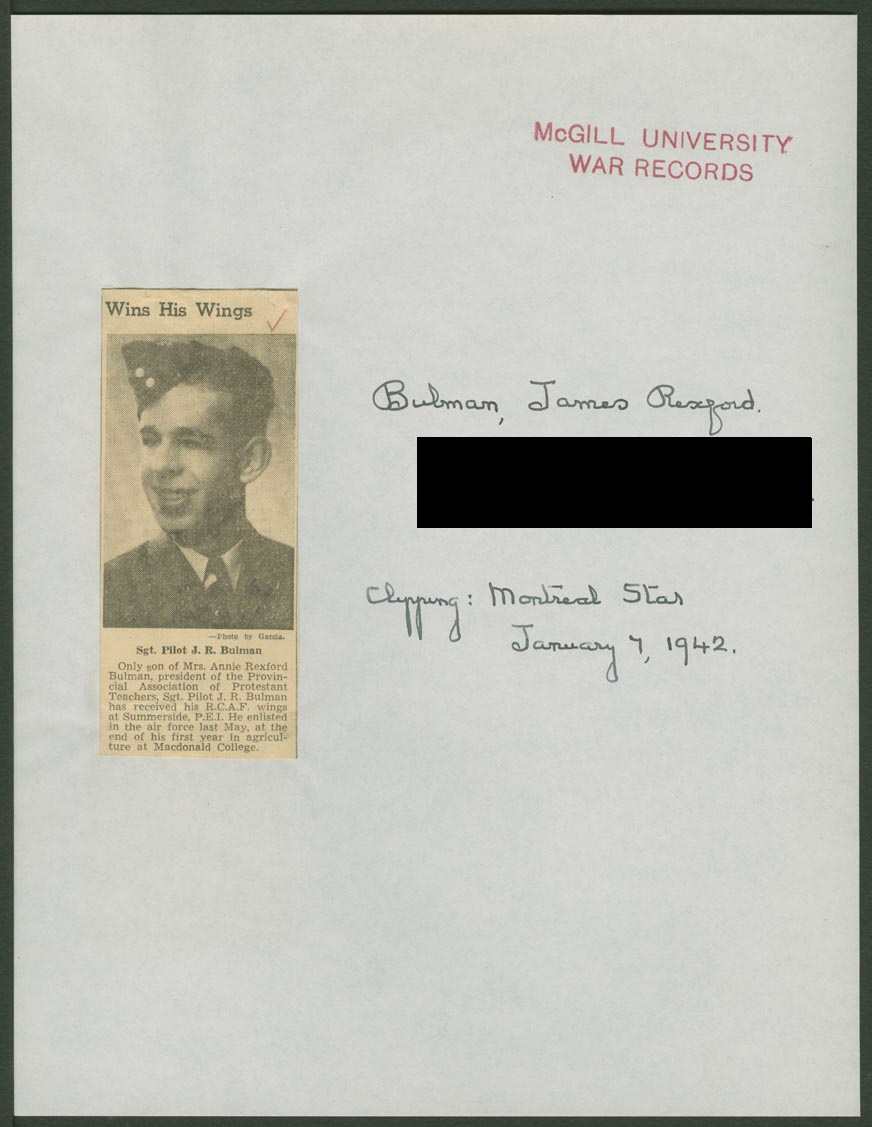 McGILL UNIVERSITY
WAR RECORDS
Wins His Wings
Bulman, James Rexford.
Clipping: Montreal Star
January 7, 1942.
—Photo by Garcia.
Sgt. Pilot J. R. Bulman
Only son of Mrs. Annie Rexford
Bulman, president of the Provin-
cial Association of Protestant
Teachers, Sgt. Pilot J. R. Bulman
has received his R.C.A.F. wings
at Summerside, P.E.I. He enlisted
in the air force last May, at the
end of his first year in agricul-
ture at Macdonald College.